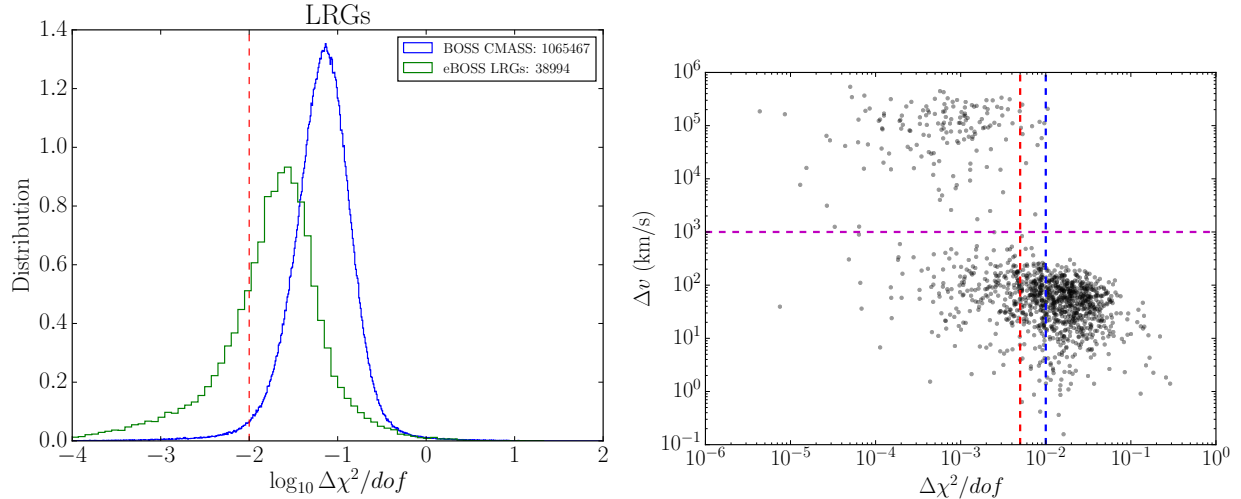 LRGs
BOSS CMASS: 1065467
eBOSS LRGs: 38994
Distribution
1.4
1.2
1.0
0.8
0.6
0.4
0.2
0.0
−4 −3 −2 −1 0 1 2
log₁₀ Δχ²/dof
Δv (km/s)
10⁶
10⁵
10⁴
10³
10²
10¹
10⁰
10⁻¹
10⁻⁶ 10⁻⁵ 10⁻⁴ 10⁻³ 10⁻² 10⁻¹ 10⁰
Δχ²/dof